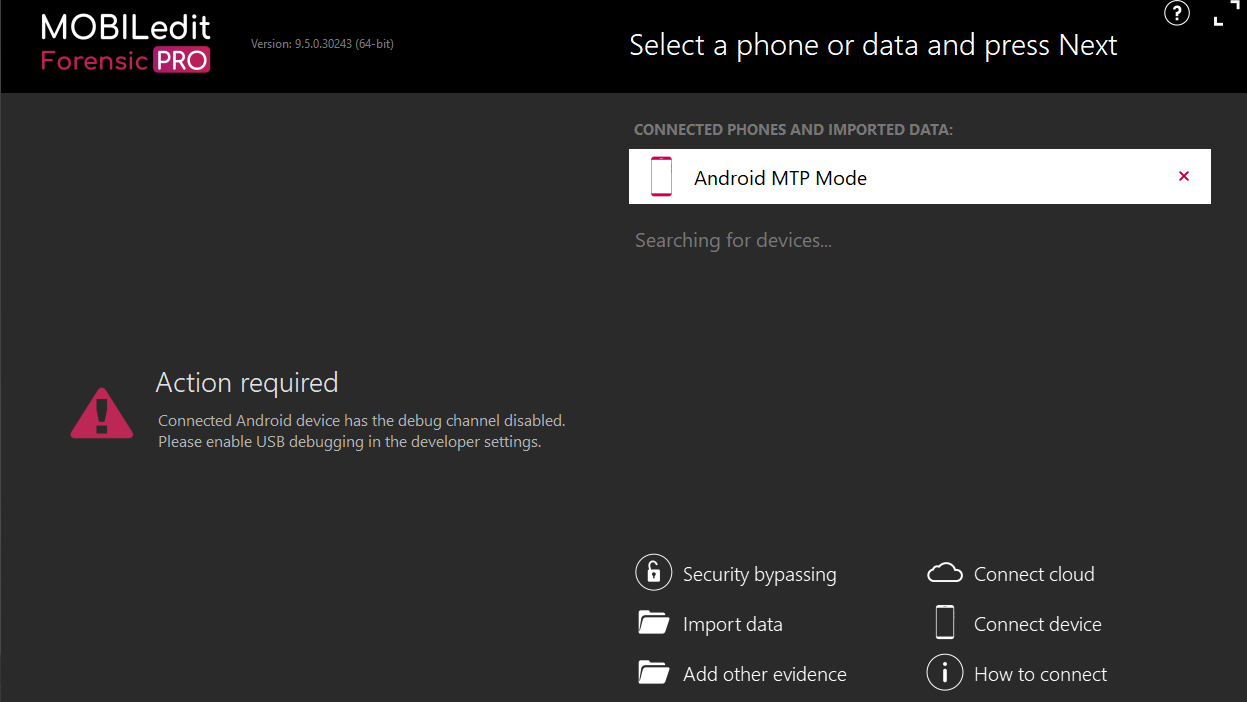 MOBILedit
Forensic PRO
Version: 9.5.0.30243 (64-bit)
Select a phone or data and press Next
?
CONNECTED PHONES AND IMPORTED DATA:
Android MTP Mode
Searching for devices...
Action required
Connected Android device has the debug channel disabled.
Please enable USB debugging in the developer settings.
Security bypassing
Connect cloud
Import data
Connect device
Add other evidence
How to connect